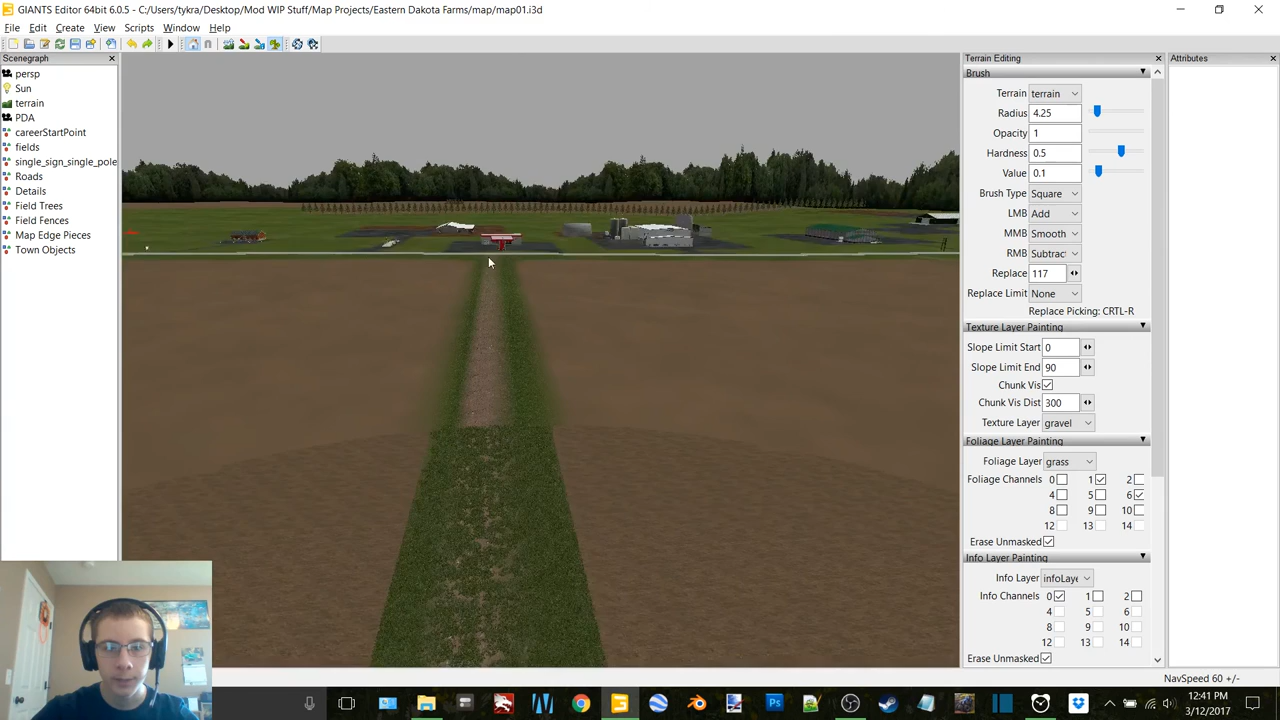 GIANTS Editor 64bit 6.0.5 - C:/Users/tykra/Desktop/Mod WIP Stuff/Map Projects/Eastern Dakota Farms/map/map01.i3d
File Edit Create View Scripts Window Help
Scenegraph
persp
Sun
terrain
PDA
careerStartPoint
fields
single_sign_single_pole
Roads
Details
Field Trees
Field Fences
Map Edge Pieces
Town Objects
Terrain Editing
Brush
Terrain terrain
Radius 4.25
Opacity 1
Hardness 0.5
Value 0.1
Brush Type Square
LMB Add
MMB Smooth
RMB Subtrac
Replace 117
Replace Limit None
Replace Picking: CRTL-R
Texture Layer Painting
Slope Limit Start 0
Slope Limit End 90
Chunk Vis
Chunk Vis Dist 300
Texture Layer gravel
Foliage Layer Painting
Foliage Layer grass
Foliage Channels 0 1 2
4 5 6
8 9 10
12 13 14
Erase Unmasked
Info Layer Painting
Info Layer infoLaye
Info Channels 0 1 2
4 5 6
8 9 10
12 13 14
Erase Unmasked
Attributes
NavSpeed 60 +/-
12:41 PM
3/12/2017